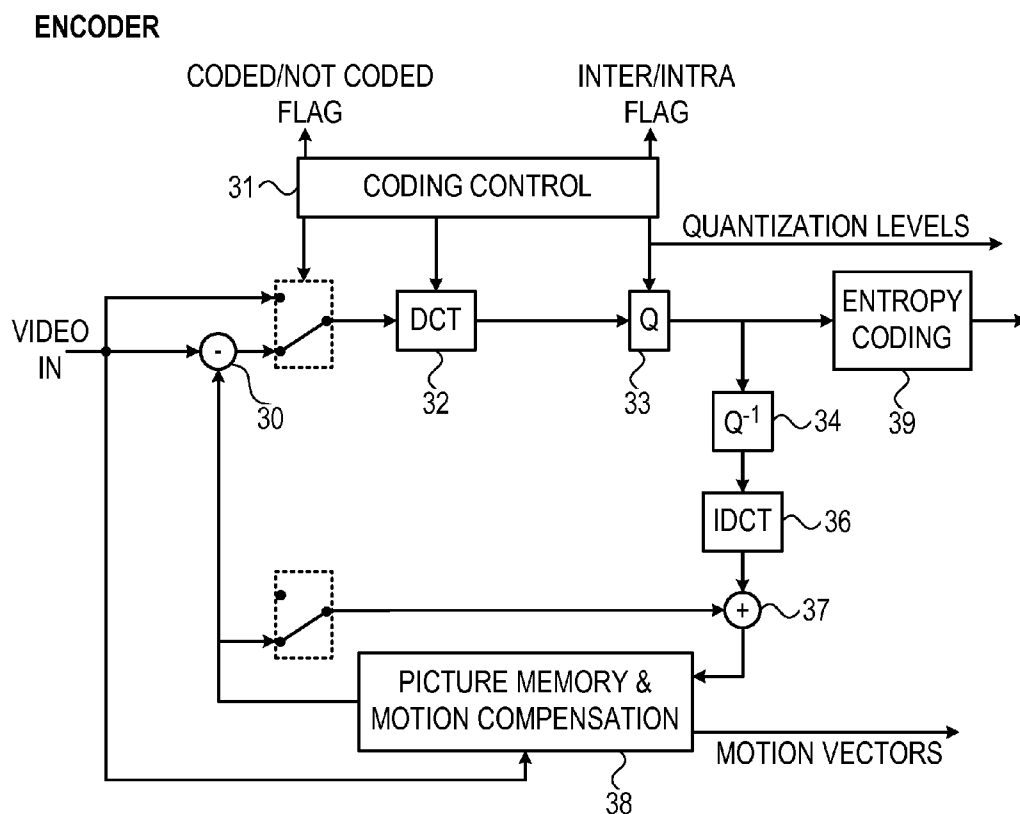 ENCODER
CODED/NOT CODED
FLAG
INTER/INTRA
FLAG
31
CODING CONTROL
QUANTIZATION LEVELS
VIDEO
IN
-
30
DCT
32
Q
33
ENTROPY
CODING
39
Q-1
34
IDCT
36
+
37
PICTURE MEMORY &
MOTION COMPENSATION
38
MOTION VECTORS